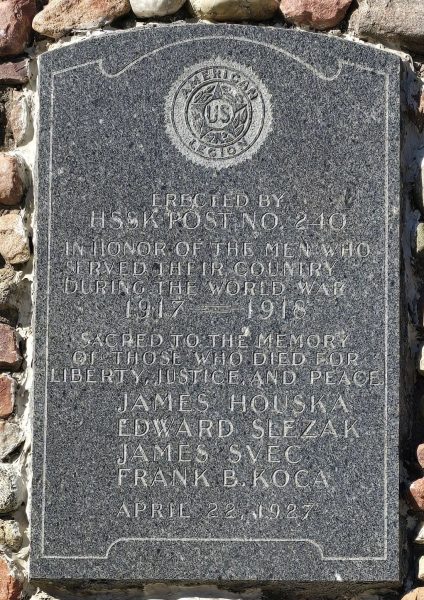 AMERICAN
US
LEGION
ERECTED BY
HSSK POST NO. 240
IN HONOR OF THE MEN WHO
SERVED THEIR COUNTRY
DURING THE WORLD WAR
1917 — 1918
SACRED TO THE MEMORY
OF THOSE WHO DIED FOR
LIBERTY, JUSTICE, AND PEACE
JAMES HOUSKA
EDWARD SLEZAK
JAMES SVEC
FRANK B. KOCA
APRIL 22, 1927